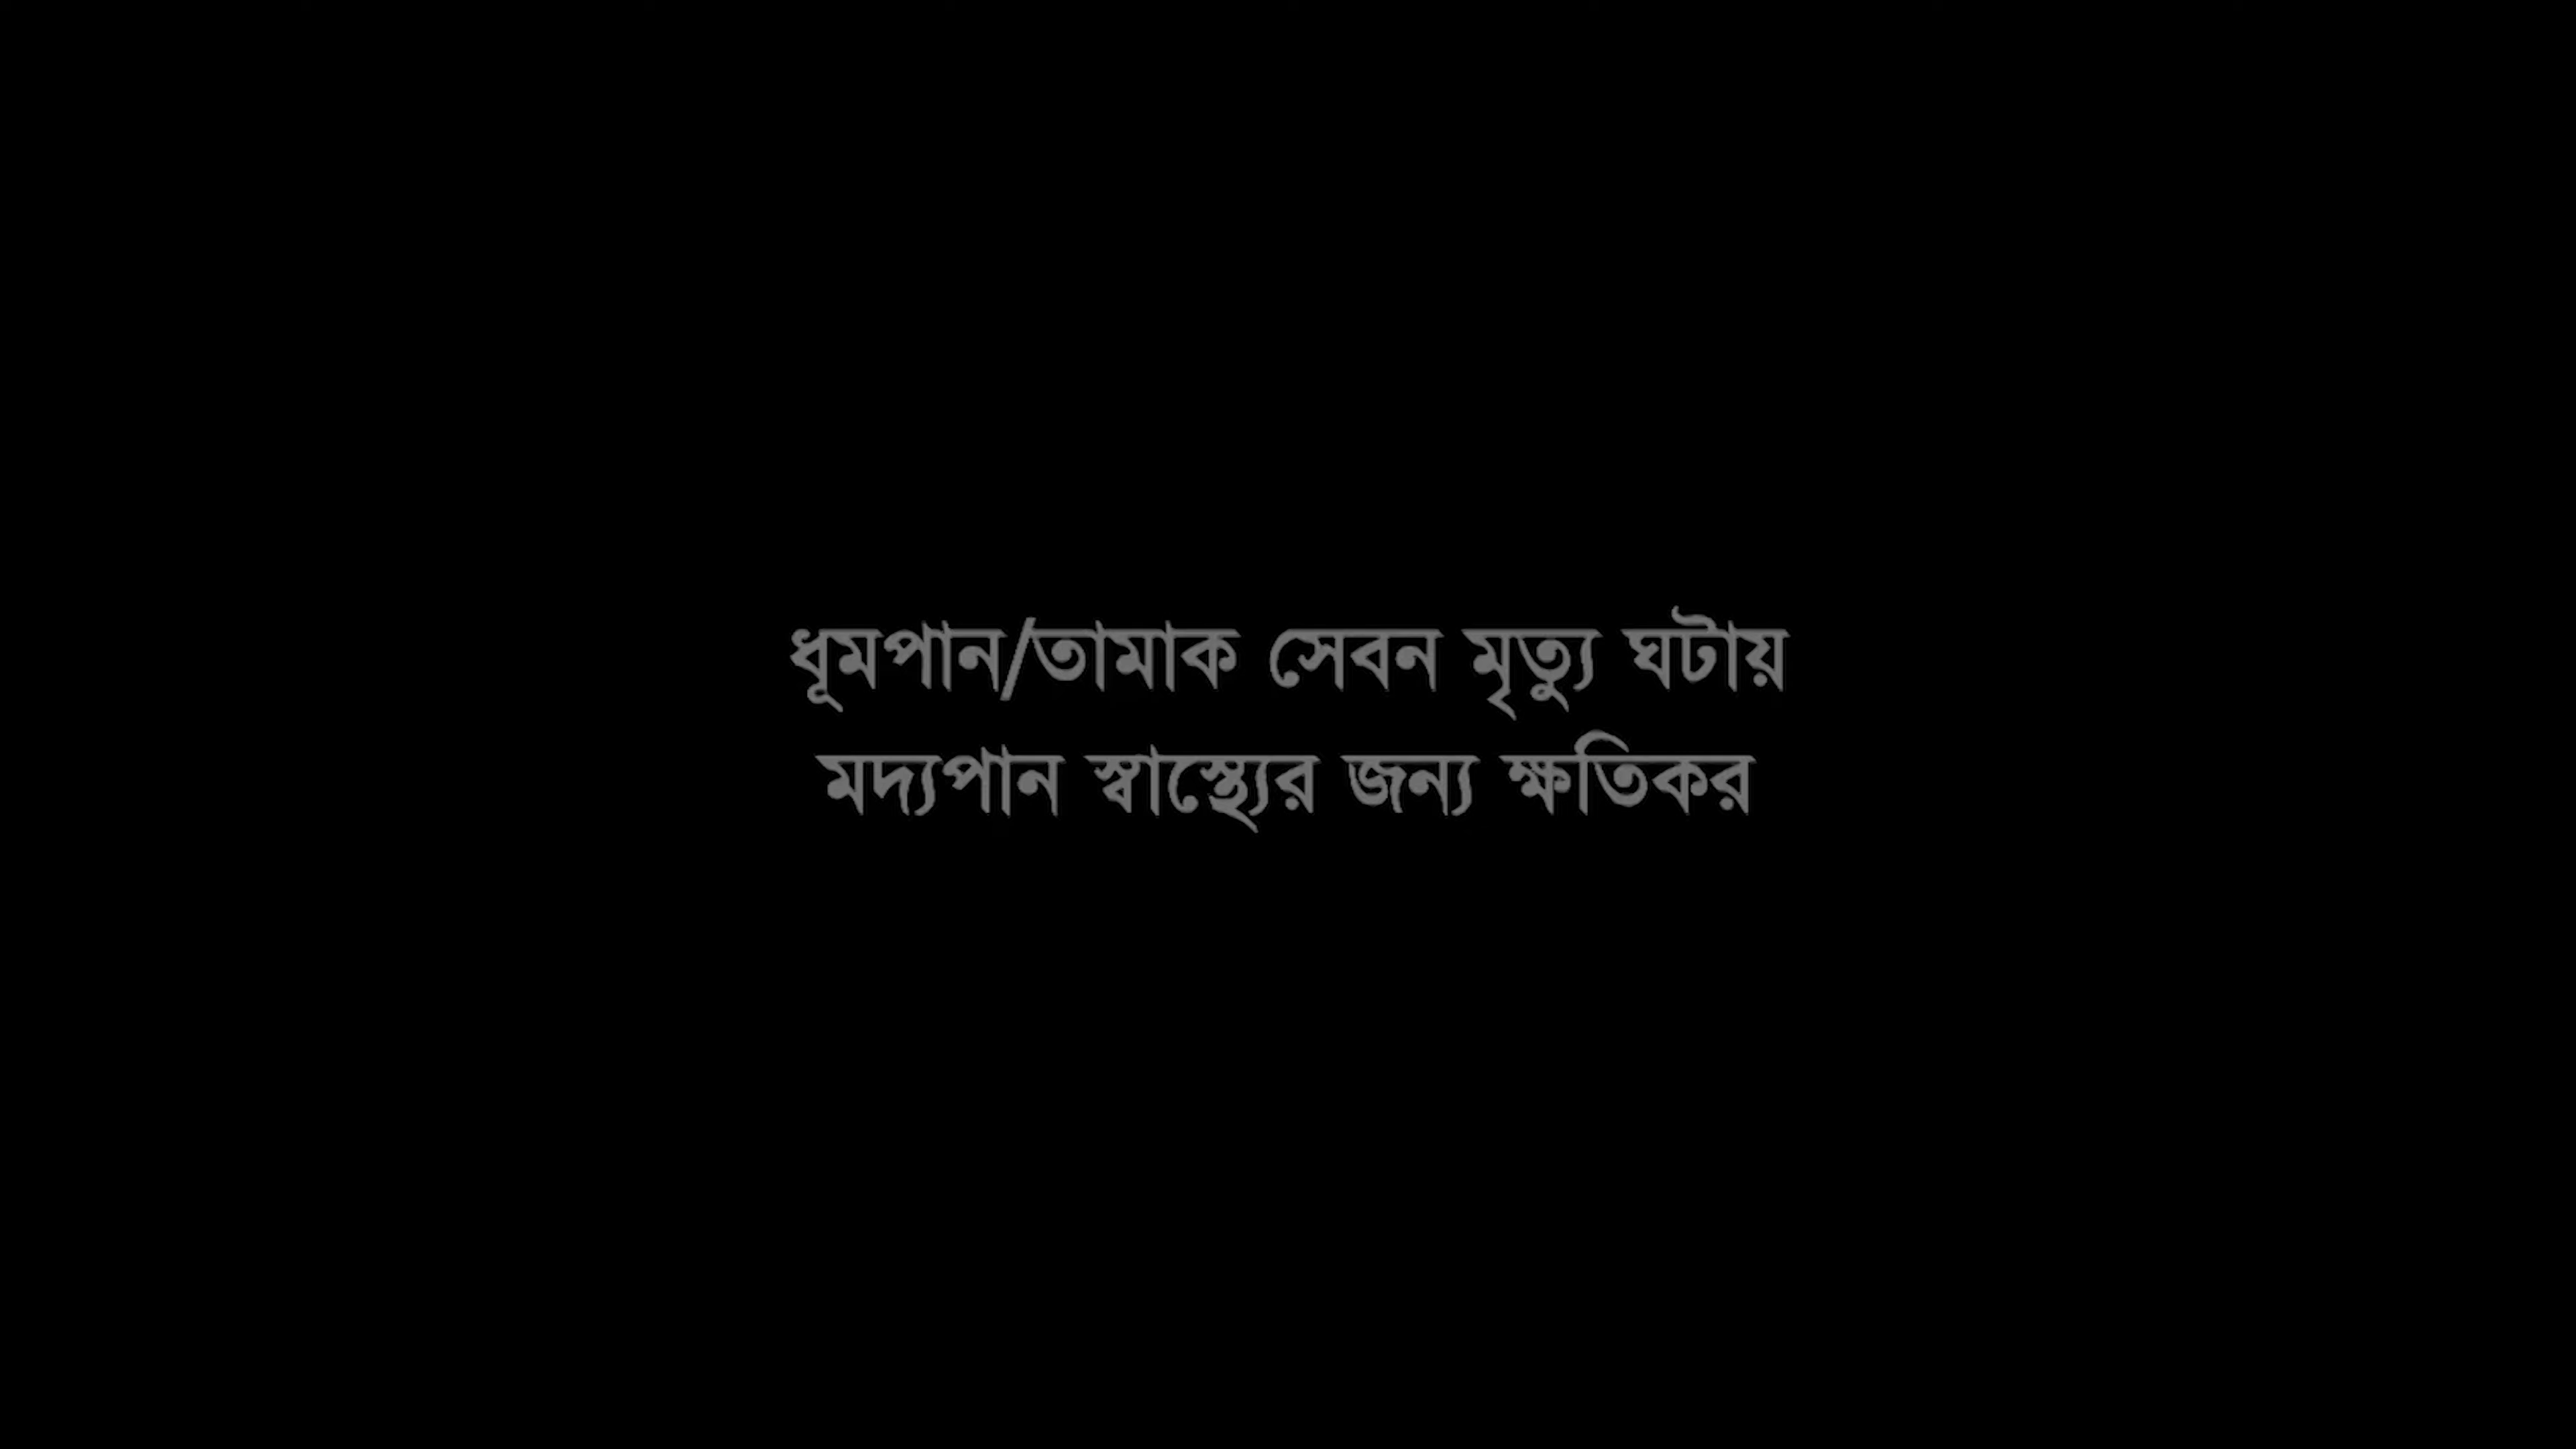 ধূমপান/তামাক সেবন মৃত্যু ঘটায়
মদ্যপান স্বাস্থ্যের জন্য ক্ষতিকর